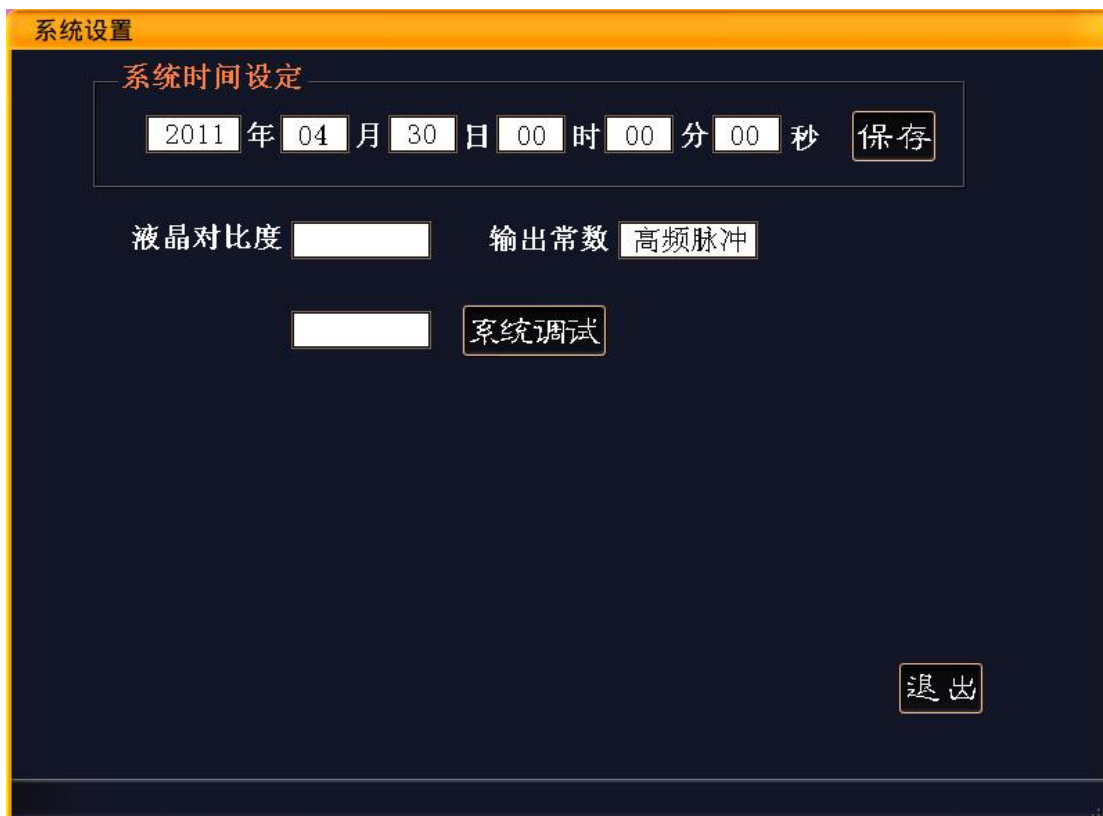 系统设置
系统时间设定
2011 年 04 月 30 日 00 时 00 分 00 秒 保存
液晶对比度 输出常数 高频脉冲
系统调试
退出